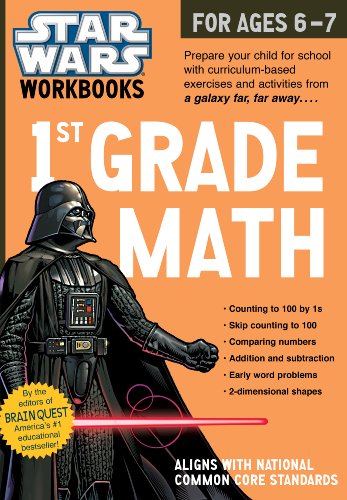 STAR
WARS
WORKBOOKS
FOR AGES 6–7
Prepare your child for school
with curriculum-based
exercises and activities from
a galaxy far, far away. . . .
1ST GRADE
MATH
• Counting to 100 by 1s
• Skip counting to 100
• Comparing numbers
• Addition and subtraction
• Early word problems
• 2-dimensional shapes
By the
editors of
BRAIN QUEST
America's #1
educational
bestseller!
ALIGNS WITH NATIONAL
COMMON CORE STANDARDS